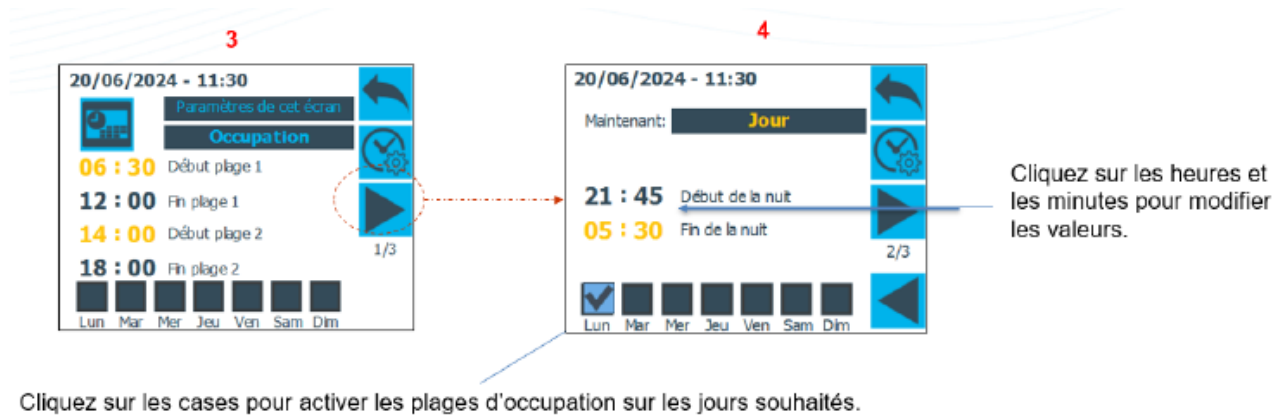 3
20/06/2024 - 11:30
Paramètres de cet écran
Occupation
06 : 30 Début plage 1
12 : 00 Fin plage 1
14 : 00 Début plage 2
18 : 00 Fin plage 2
1/3
Lun Mar Mer Jeu Ven Sam Dim
4
20/06/2024 - 11:30
Maintenant: Jour
21 : 45 Début de la nuit
05 : 30 Fin de la nuit
2/3
Lun Mar Mer Jeu Ven Sam Dim
Cliquez sur les heures et
les minutes pour modifier
les valeurs.
Cliquez sur les cases pour activer les plages d'occupation sur les jours souhaités.